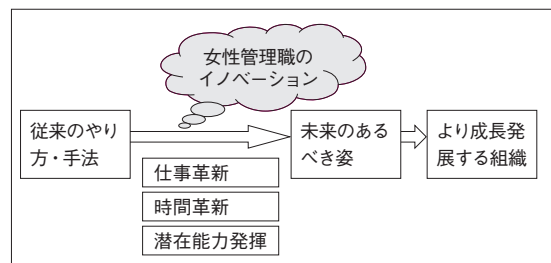 女性管理職の
イノベーション
従来のやり
方・手法
未来のあるべ
き姿
より成長発
展する組織
仕事革新
時間革新
潜在能力発揮